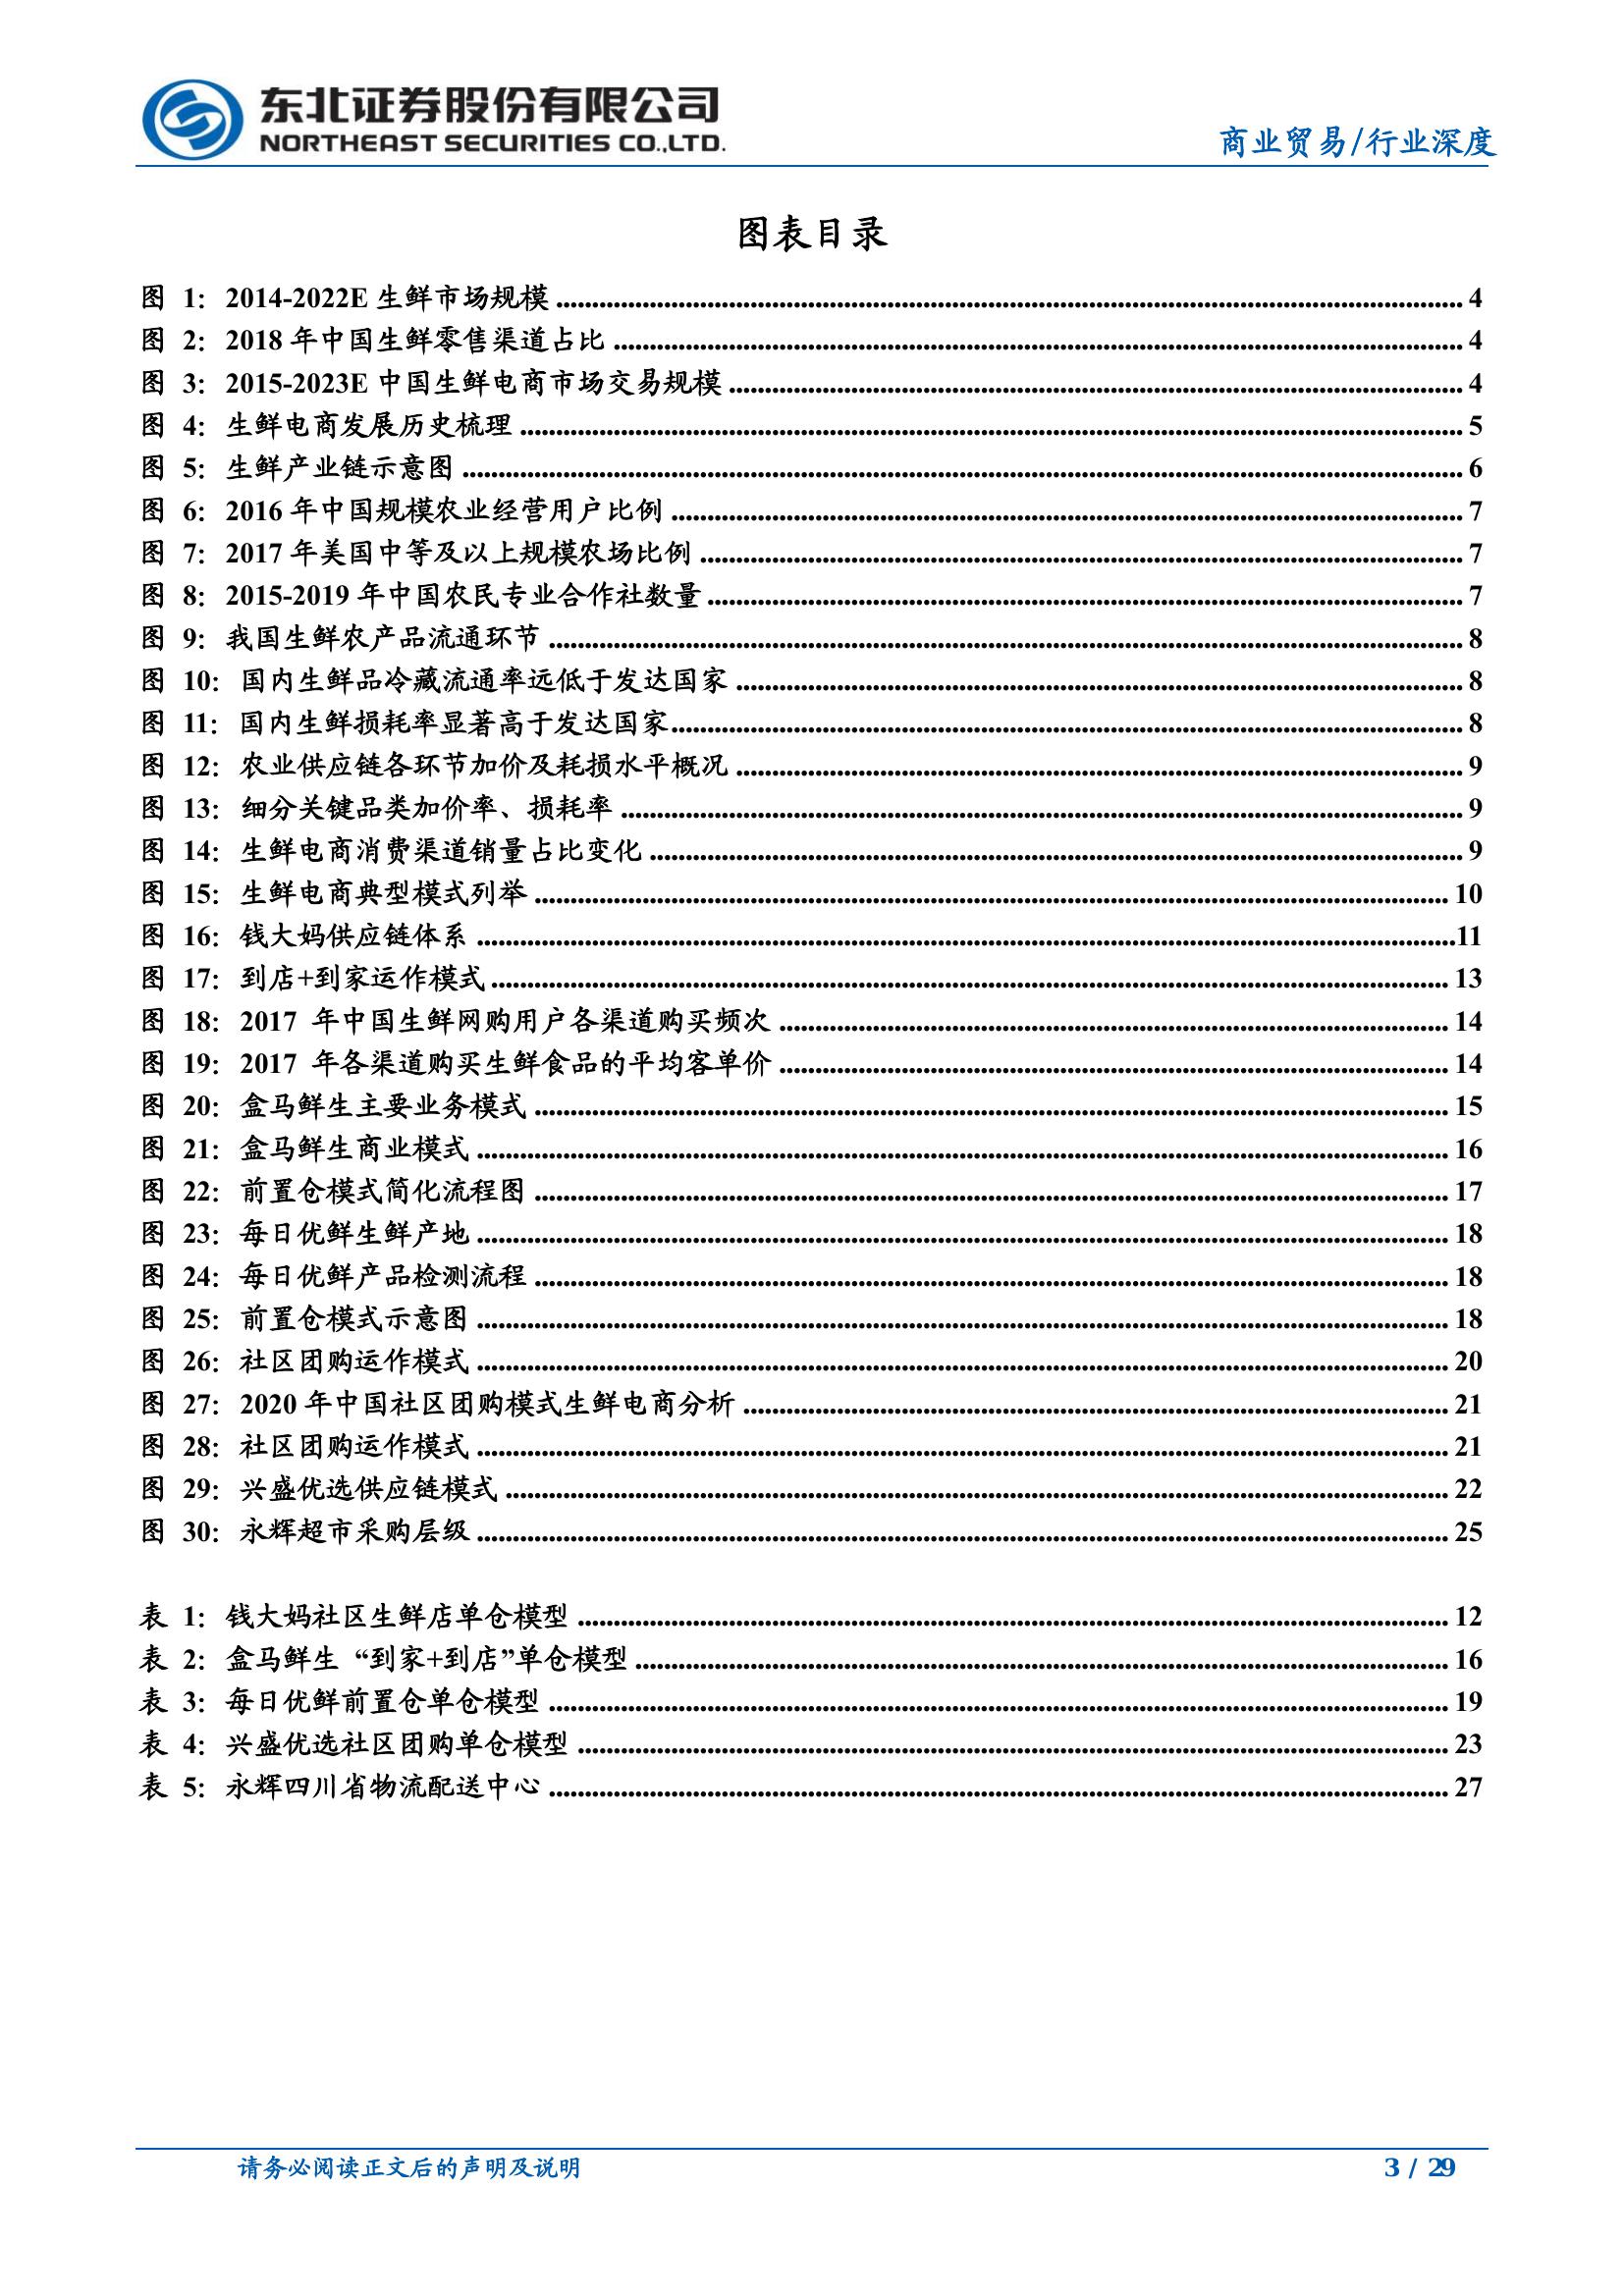 东北证券股份有限公司
NORTHEAST SECURITIES CO.,LTD.
商业贸易/行业深度
图表目录
图 1: 2014-2022E 生鲜市场规模 ........ 4
图 2: 2018 年中国生鲜零售渠道占比 ........ 4
图 3: 2015-2023E 中国生鲜电商市场交易规模 ........ 4
图 4: 生鲜电商发展历史梳理 ........ 5
图 5: 生鲜产业链示意图 ........ 6
图 6: 2016 年中国规模农业经营用户比例 ........ 7
图 7: 2017 年美国中等及以上规模农场比例 ........ 7
图 8: 2015-2019 年中国农民专业合作社数量 ........ 7
图 9: 我国生鲜农产品流通环节 ........ 8
图 10: 国内生鲜品冷藏流通率远低于发达国家 ........ 8
图 11: 国内生鲜损耗率显著高于发达国家 ........ 8
图 12: 农业供应链各环节加价及耗损水平概况 ........ 9
图 13: 细分关键品类加价率、损耗率 ........ 9
图 14: 生鲜电商消费渠道销量占比变化 ........ 9
图 15: 生鲜电商典型模式列举 ........ 10
图 16: 钱大妈供应链体系 ........ 11
图 17: 到店+到家运作模式 ........ 13
图 18: 2017 年中国生鲜网购用户各渠道购买频次 ........ 14
图 19: 2017 年各渠道购买生鲜食品的平均客单价 ........ 14
图 20: 盒马鲜生主要业务模式 ........ 15
图 21: 盒马鲜生商业模式 ........ 16
图 22: 前置仓模式简化流程图 ........ 17
图 23: 每日优鲜生鲜产地 ........ 18
图 24: 每日优鲜产品检测流程 ........ 18
图 25: 前置仓模式示意图 ........ 18
图 26: 社区团购运作模式 ........ 20
图 27: 2020 年中国社区团购模式生鲜电商分析 ........ 21
图 28: 社区团购运作模式 ........ 21
图 29: 兴盛优选供应链模式 ........ 22
图 30: 永辉超市采购层级 ........ 25
表 1: 钱大妈社区生鲜店单仓模型 ........ 12
表 2: 盒马鲜生 “到家+到店”单仓模型 ........ 16
表 3: 每日优鲜前置仓单仓模型 ........ 19
表 4: 兴盛优选社区团购单仓模型 ........ 23
表 5: 永辉四川省物流配送中心 ........ 27
请务必阅读正文后的声明及说明
3 / 29